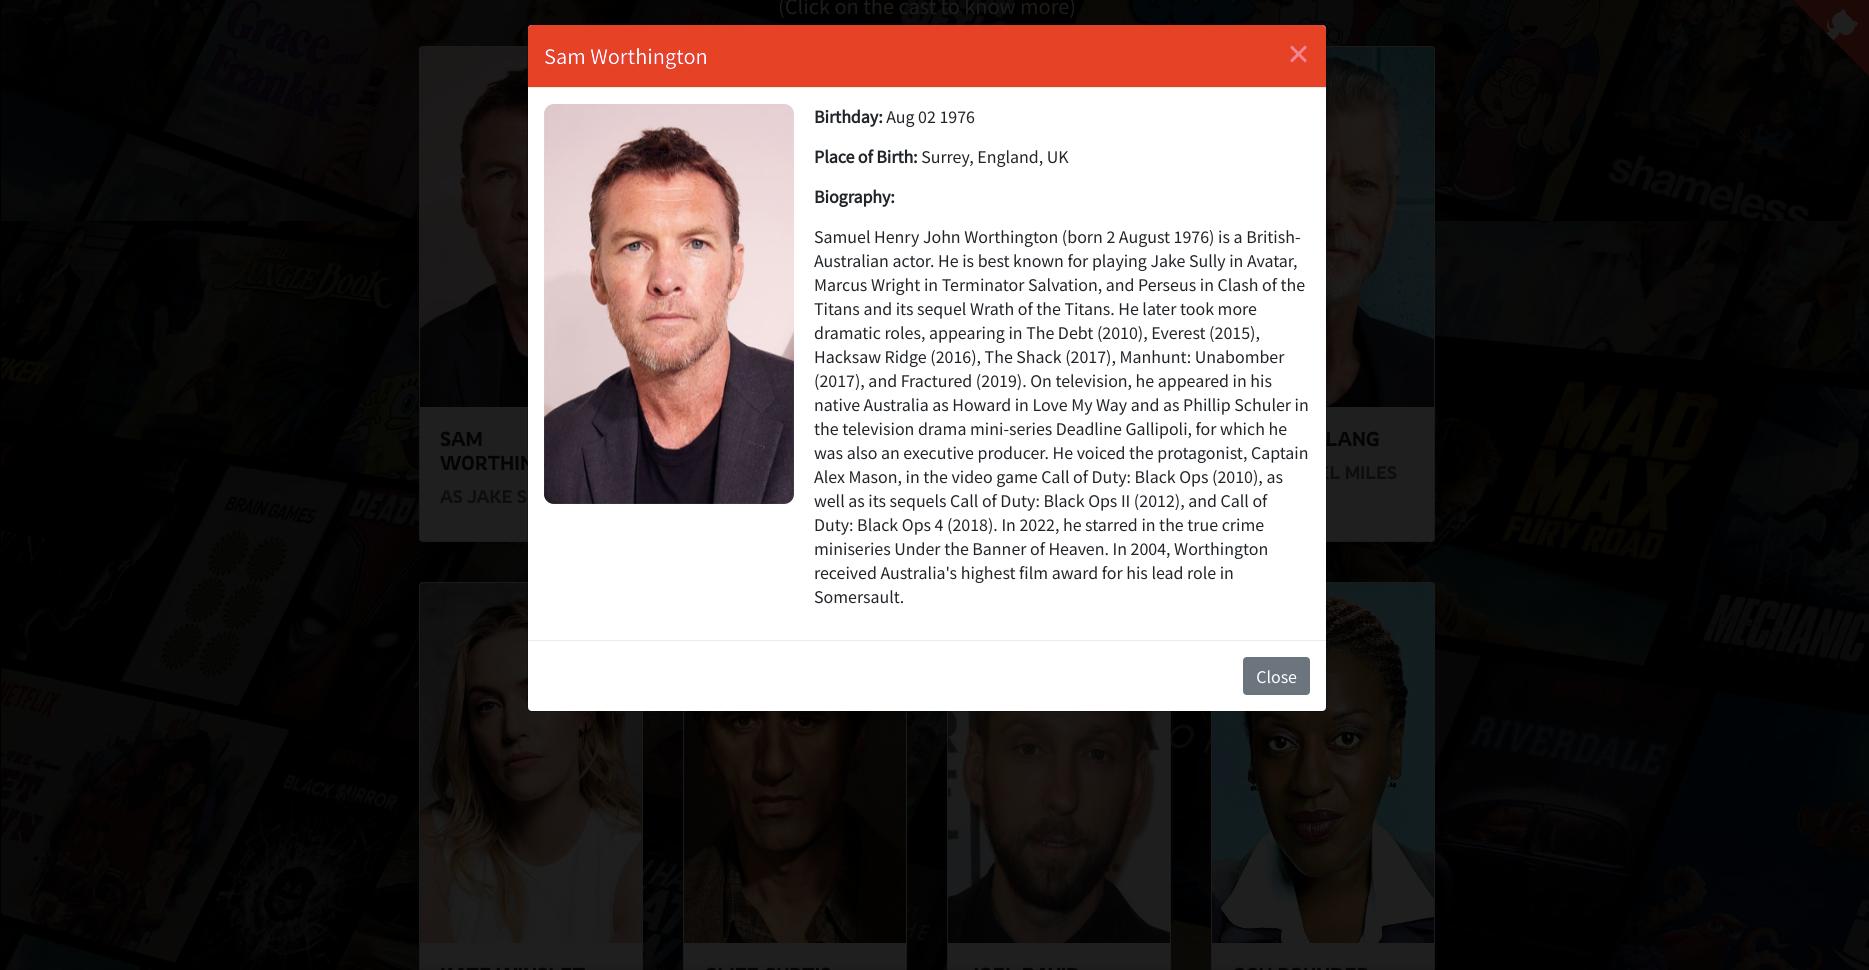 (Click on the cast to know more)
Sam Worthington
×
Birthday: Aug 02 1976
Place of Birth: Surrey, England, UK
Biography:
Samuel Henry John Worthington (born 2 August 1976) is a British-
Australian actor. He is best known for playing Jake Sully in Avatar,
Marcus Wright in Terminator Salvation, and Perseus in Clash of the
Titans and its sequel Wrath of the Titans. He later took more
dramatic roles, appearing in The Debt (2010), Everest (2015),
Hacksaw Ridge (2016), The Shack (2017), Manhunt: Unabomber
(2017), and Fractured (2019). On television, he appeared in his
native Australia as Howard in Love My Way and as Phillip Schuler in
the television drama mini-series Deadline Gallipoli, for which he
was also an executive producer. He voiced the protagonist, Captain
Alex Mason, in the video game Call of Duty: Black Ops (2010), as
well as its sequels Call of Duty: Black Ops II (2012), and Call of
Duty: Black Ops 4 (2018). In 2022, he starred in the true crime
miniseries Under the Banner of Heaven. In 2004, Worthington
received Australia's highest film award for his lead role in
Somersault.
Close
Grace and
Frankie
shameless
JUNGLE BOOK
SAM
WORTHIN
AS JAKE S
LANG
EL MILES
BRAIN GAMES
MAD
MAX
FURY ROAD
MECHANIC
NETFLIX
BLACK MIRROR
RIVERDALE